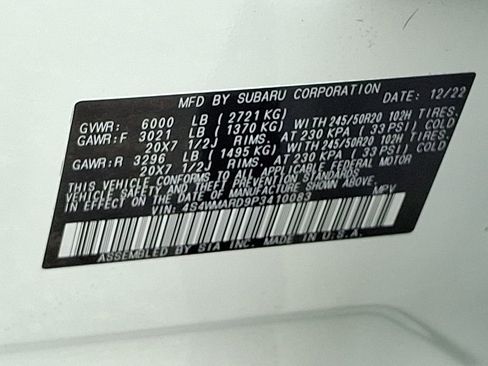 MFD BY SUBARU CORPORATION DATE: 12/22
GVWR: 6000 LB ( 2721 KG)
GAWR:F 3021 LB ( 1370 KG) WITH 245/50R20 102H TIRES,
20X7 1/2J RIMS, AT 230 KPA ( 33 PSI) COLD
GAWR:R 3296 LB ( 1495 KG) WITH 245/50R20 102H TIRES,
20X7 1/2J RIMS, AT 230 KPA ( 33 PSI) COLD
THIS VEHICLE CONFORMS TO ALL APPLICABLE FEDERAL MOTOR
VEHICLE SAFETY STANDARDS IN EFFECT ON THE
DATE OF MANUFACTURE SHOWN ABOVE.
VIN: 4S4WMARD9P3410083 MPV
ASSEMBLED BY SIA INC. MADE IN U.S.A.